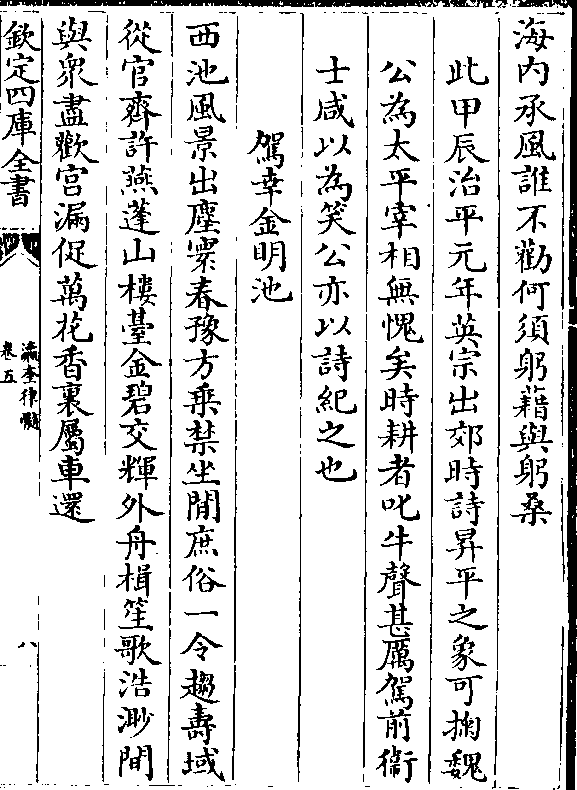 海内承風誰不勸何須躬藉與躬桑
此甲辰治平元年英宗出郊時詩昇平之象可掬魏
公為太平宰相無愧矣時耕者叱牛聲甚厲駕前衛
士咸以為笑公亦以詩紀之也
駕幸金明池
西池風景出塵寰春豫方乗禁坐閒庶俗一令趨壽域
從官齊許燕蓬山樓臺金碧交輝外舟楫笙歌浩渺間
與衆盡歡宫漏促萬花香裏屬車還
欽定四庫全書
瀛奎律髓
卷五
八